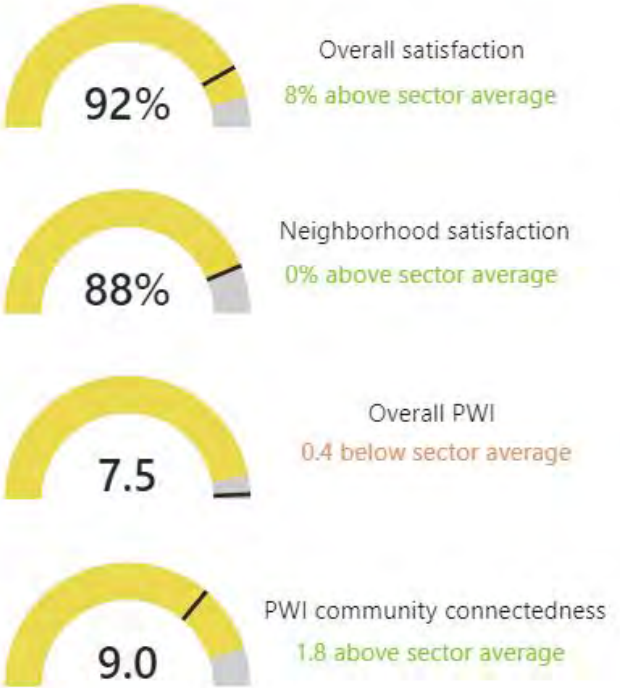 92%
Overall satisfaction
8% above sector average
88%
Neighborhood satisfaction
0% above sector average
7.5
Overall PWI
0.4 below sector average
9.0
PWI community connectedness
1.8 above sector average